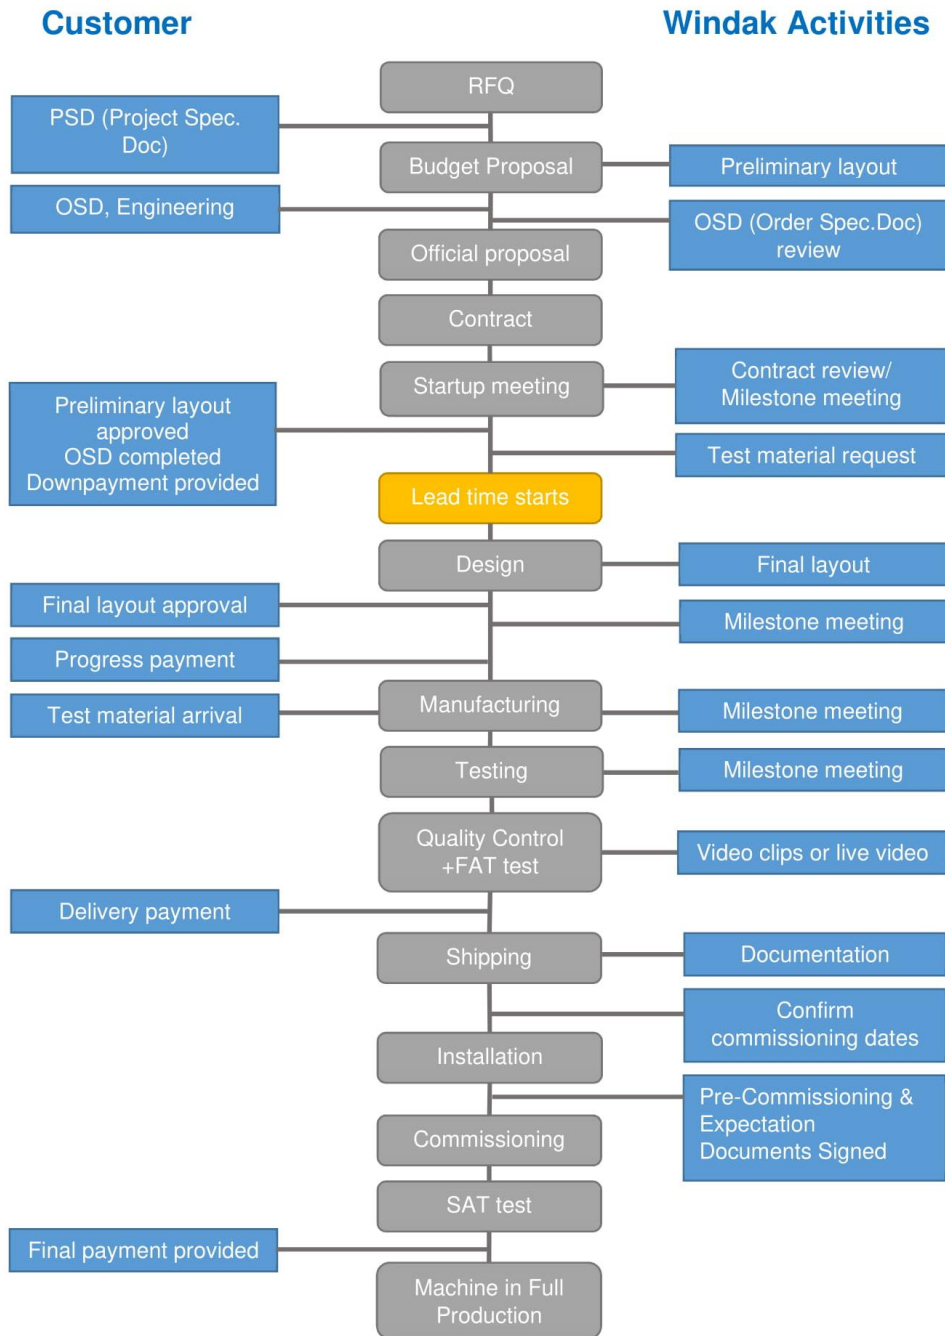 Customer
Windak Activities
RFQ
PSD (Project Spec.
Doc)
Budget Proposal
Preliminary layout
OSD, Engineering
OSD (Order Spec.Doc)
review
Official proposal
Contract
Startup meeting
Contract review/
Milestone meeting
Preliminary layout
approved
OSD completed
Downpayment provided
Test material request
Lead time starts
Design
Final layout
Final layout approval
Milestone meeting
Progress payment
Manufacturing
Test material arrival
Milestone meeting
Testing
Milestone meeting
Quality Control
+FAT test
Video clips or live video
Delivery payment
Shipping
Documentation
Confirm
commissioning dates
Installation
Pre-Commissioning &
Expectation
Documents Signed
Commissioning
SAT test
Final payment provided
Machine in Full
Production